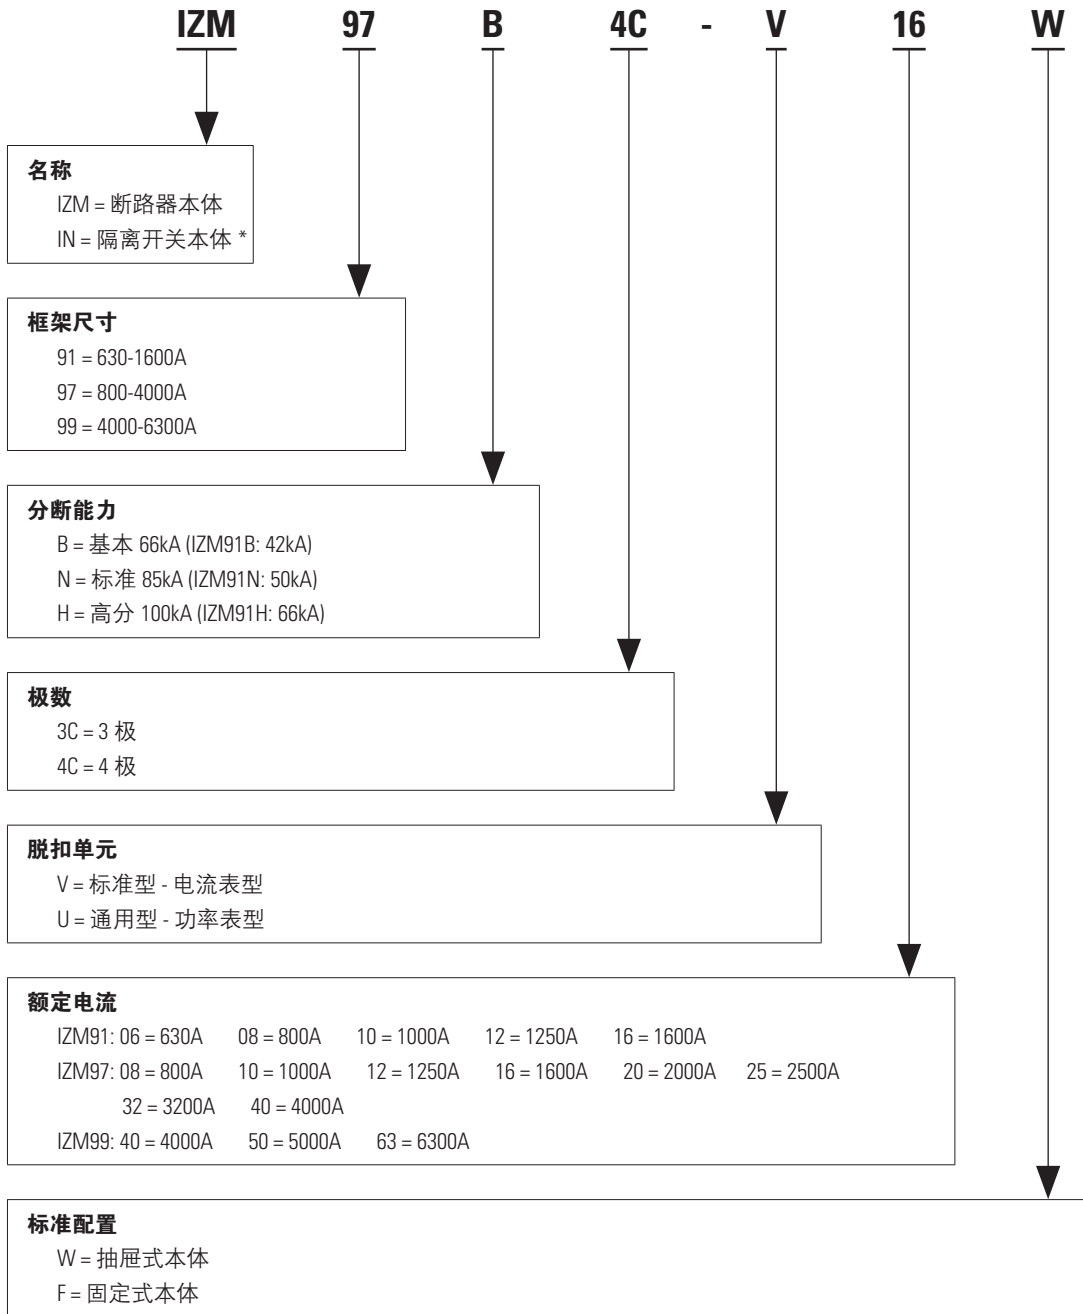 IZM 97 B 4C - V 16 W
名称
IZM = 断路器本体
IN = 隔离开关本体 *
框架尺寸
91 = 630-1600A
97 = 800-4000A
99 = 4000-6300A
分断能力
B = 基本 66kA (IZM91B: 42kA)
N = 标准 85kA (IZM91N: 50kA)
H = 高分 100kA (IZM91H: 66kA)
极数
3C = 3 极
4C = 4 极
脱扣单元
V = 标准型 - 电流表型
U = 通用型 - 功率表型
额定电流
IZM91: 06 = 630A 08 = 800A 10 = 1000A 12 = 1250A 16 = 1600A
IZM97: 08 = 800A 10 = 1000A 12 = 1250A 16 = 1600A 20 = 2000A 25 = 2500A
32 = 3200A 40 = 4000A
IZM99: 40 = 4000A 50 = 5000A 63 = 6300A
标准配置
W = 抽屉式本体
F = 固定式本体